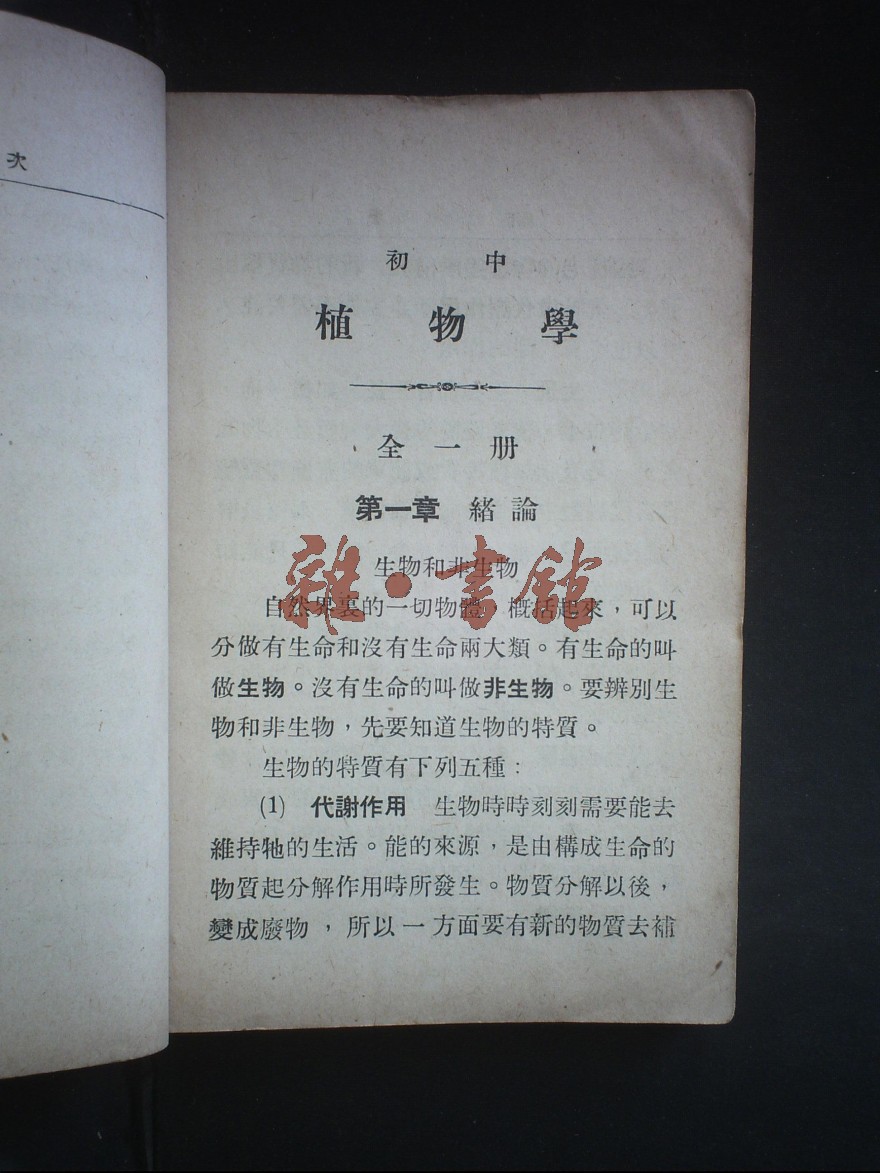 次
初中
植物學
全一册
第一章 緒論
生物和非生物
自然界裏的一切物體，概括起來，可以
分做有生命和沒有生命兩大類。有生命的叫
做生物。沒有生命的叫做非生物。要辨別生
物和非生物，先要知道生物的特質。
生物的特質有下列五種：
(1) 代謝作用 生物時時刻刻需要能去
維持牠的生活。能的來源，是由構成生命的
物質起分解作用時所發生。物質分解以後，
變成廢物，所以一方面要有新的物質去補
雜·書館